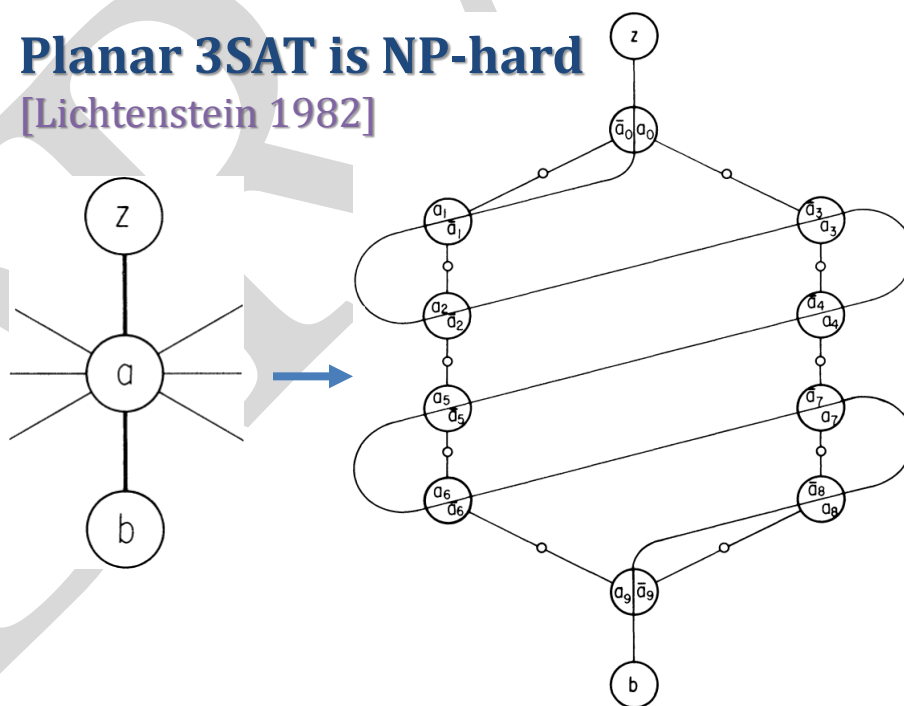 Planar 3SAT is NP-hard
[Lichtenstein 1982]
z
a
b
z
ā₀ a₀
a₁ ā₁
ā₃ a₃
a₂ ā₂
ā₄ a₄
a₅ ā₅
ā₇ a₇
a₆ ā₆
ā₈ a₈
a₉ ā₉
b